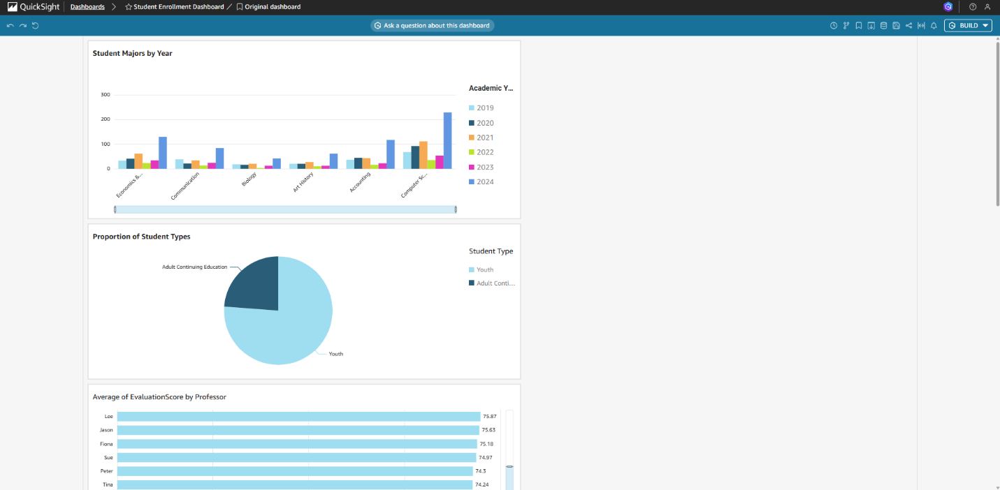 QuickSight Dashboards Student Enrollment Dashboard / Original dashboard
Ask a question about this dashboard
BUILD
Student Majors by Year
300
200
100
0
Economics &...
Communication
Biology
Art History
Accounting
Computer Sc...
Academic Y...
2019
2020
2021
2022
2023
2024
Proportion of Student Types
Adult Continuing Education
Youth
Student Type
Youth
Adult Conti...
Average of EvaluationScore by Professor
Lee 75.87
Jason 75.63
Fiona 75.18
Sue 74.97
Peter 74.3
Tina 74.24